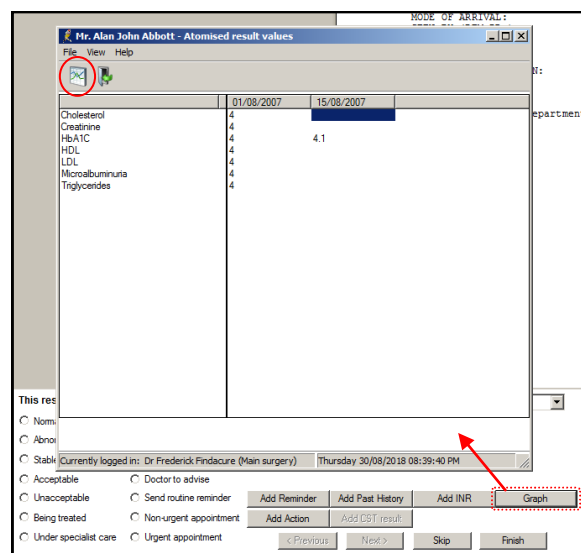 MODE OF ARRIVAL:
Mr. Alan John Abbott - Atomised result values
File View Help
N:
01/08/2007 15/08/2007
epartment
Cholesterol 4
Creatinine 4
HbA1C 4 4.1
HDL 4
LDL 4
Microalbuminuria 4
Triglycerides 4
This res
Norma
Abnor
Stable
Currently logged in: Dr Frederick Findacure (Main surgery) Thursday 30/08/2018 08:39:40 PM
Acceptable Doctor to advise
Unacceptable Send routine reminder Add Reminder Add Past History Add INR Graph
Being treated Non-urgent appointment Add Action Add CST result
Under specialist care Urgent appointment < Previous Next > Skip Finish